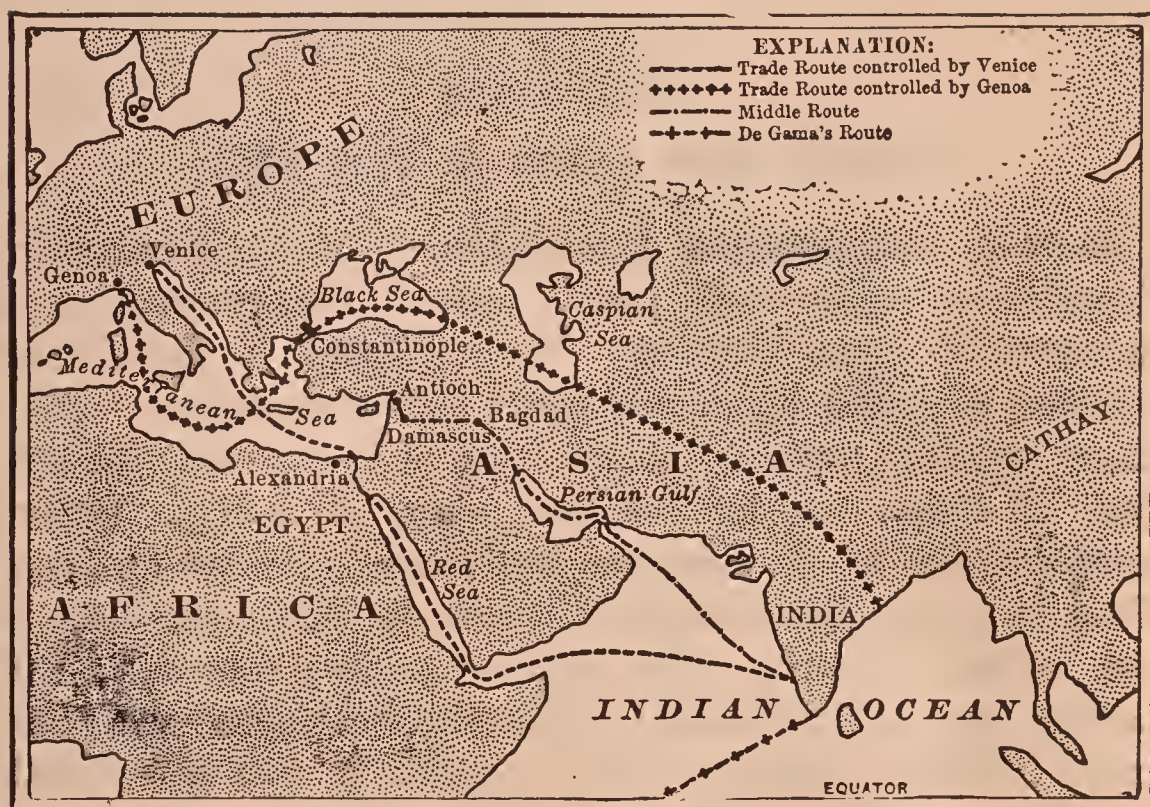 EXPLANATION:
Trade Route controlled by Venice
Trade Route controlled by Genoa
Middle Route
De Gama's Route
EUROPE
Venice
Genoa
Black Sea
Caspian
Sea
Constantinople
Mediterranean
Sea
Antioch
Bagdad
Damascus
CATHAY
ASIA
Alexandria
Persian Gulf
EGYPT
Red
Sea
AFRICA
INDIA
INDIAN OCEAN
EQUATOR